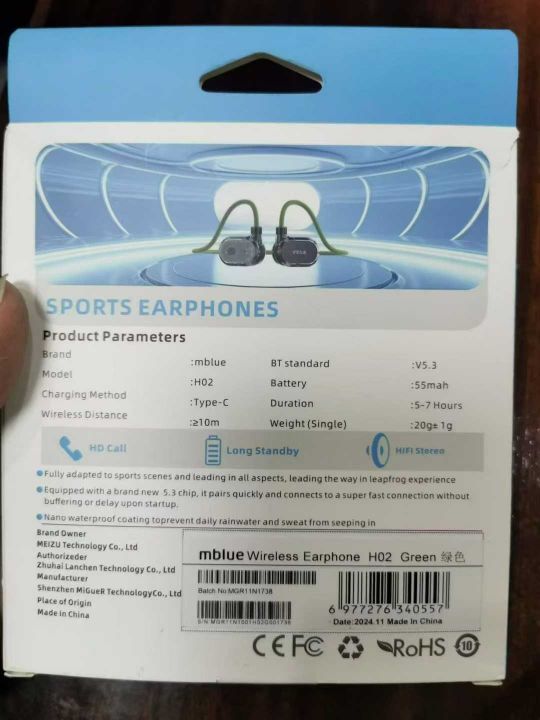 SPORTS EARPHONES
Product Parameters
Brand :mblue BT standard :V5.3
Model :H02 Battery :55mah
Charging Method :Type-C Duration :5-7 Hours
Wireless Distance :≥10m Weight (Single) :20g± 1g
HD Call Long Standby HIFI Stereo
Fully adapted to sports scenes and leading in all aspects, leading the way in leapfrog experience
Equipped with a brand new 5.3 chip, it pairs quickly and connects to a super fast connection without
buffering or delay upon startup.
Nano waterproof coating toprevent daily rainwater and sweat from seeping in
Brand Owner
MEIZU Technology Co., Ltd
Authorizeder
Zhuhai Lanchen Technology Co., Ltd
Manufacturer
Shenzhen MiGueR TechnologyCo., Ltd
Place of Origin
Made in China
mblue Wireless Earphone H02 Green 绿色
Batch No:MGR11N1738
S/N:MGR11N1001H02G001738
6 977276 340557
Date:2024.11 Made In China
CE FC RoHS 10